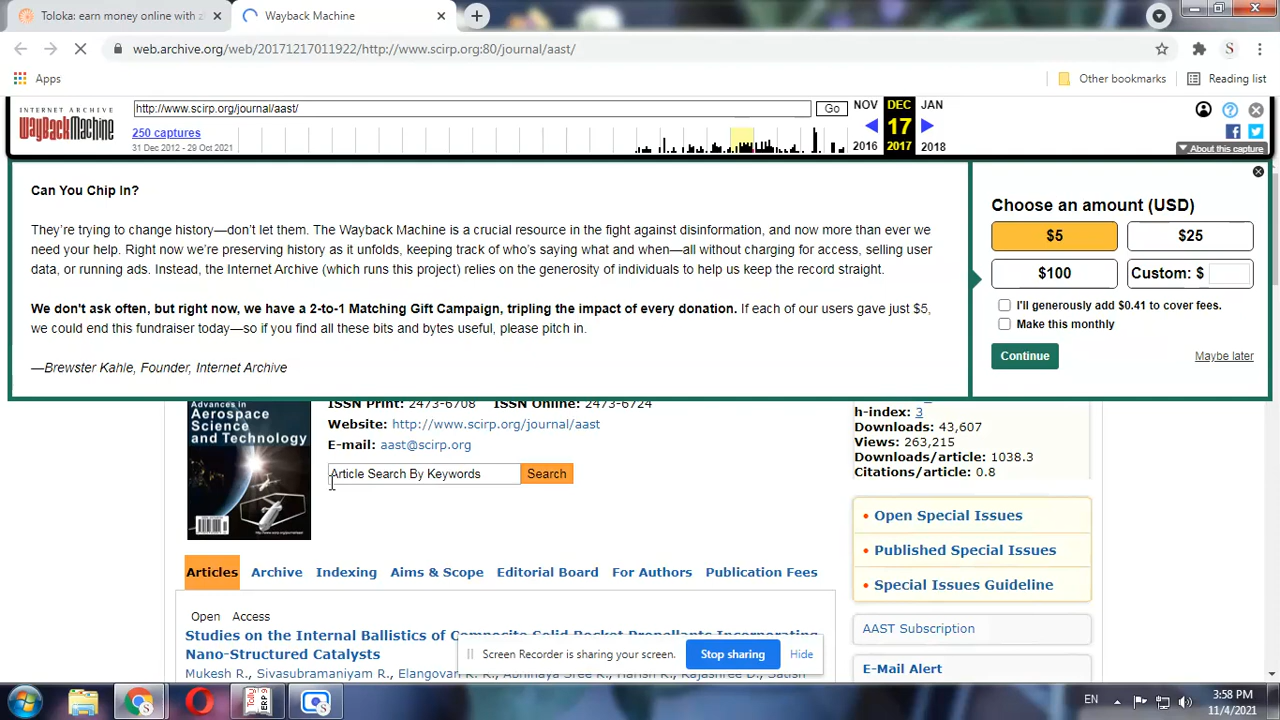 Toloka: earn money online with
Wayback Machine
web.archive.org/web/20171217011922/http://www.scirp.org:80/journal/aast/
S
Apps
Other bookmarks
Reading list
INTERNET ARCHIVE
WayBackMachine
http://www.scirp.org/journal/aast/
Go
250 captures
31 Dec 2012 - 29 Oct 2021
NOV DEC JAN
17
2016 2017 2018
About this capture
Can You Chip In?
They're trying to change history—don't let them. The Wayback Machine is a crucial resource in the fight against disinformation, and now more than ever we
need your help. Right now we're preserving history as it unfolds, keeping track of who's saying what and when—all without charging for access, selling user
data, or running ads. Instead, the Internet Archive (which runs this project) relies on the generosity of individuals to help us keep the record straight.
We don't ask often, but right now, we have a 2-to-1 Matching Gift Campaign, tripling the impact of every donation. If each of our users gave just $5,
we could end this fundraiser today—so if you find all these bits and bytes useful, please pitch in.
—Brewster Kahle, Founder, Internet Archive
Choose an amount (USD)
$5 $25
$100 Custom: $
I'll generously add $0.41 to cover fees.
Make this monthly
Continue
Maybe later
Advances in
Aerospace
Science
and Technology
ISSN Print: 2473-6708 ISSN Online: 2473-6724
Website: http://www.scirp.org/journal/aast
E-mail: aast@scirp.org
Article Search By Keywords
Search
h-index: 3
Downloads: 43,607
Views: 263,215
Downloads/article: 1038.3
Citations/article: 0.8
• Open Special Issues
• Published Special Issues
• Special Issues Guideline
AAST Subscription
E-Mail Alert
Articles Archive Indexing Aims & Scope Editorial Board For Authors Publication Fees
Open Access
Studies on the Internal Ballistics of Composite Solid Rocket Propellants Incorporating
Nano-Structured Catalysts
Mukesh R., Sivasubramaniyam R., Elangovan
Screen Recorder is sharing your screen.
Stop sharing
Hide
Tally
ERP 9
EN
3:58 PM
11/4/2021